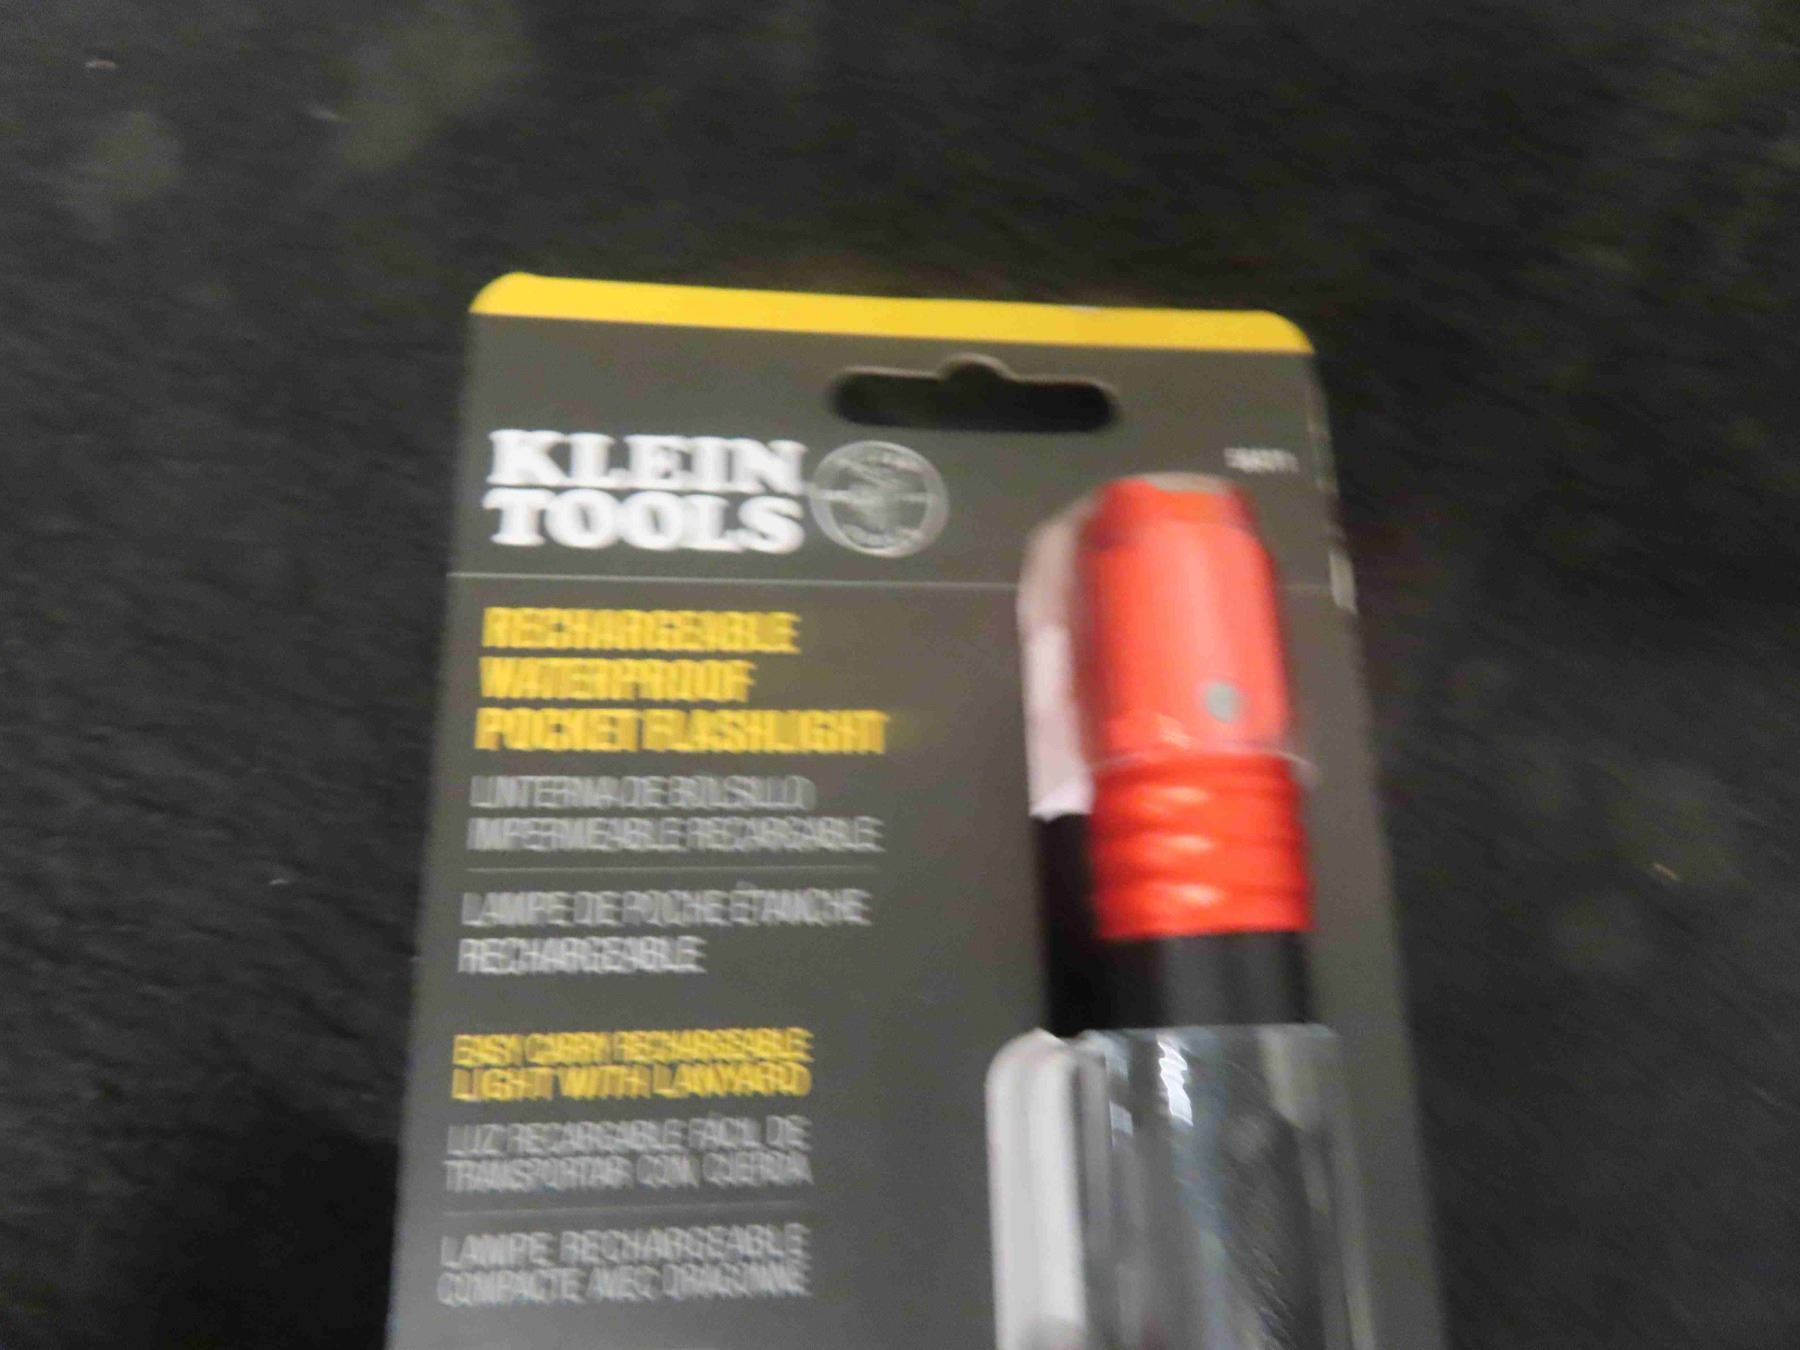 KLEIN
TOOLS
RECHARGEABLE
WATERPROOF
POCKET FLASHLIGHT
LINTERNA DE BOLSILLO
IMPERMEABLE RECARGABLE
LAMPE DE POCHE ÉTANCHE
RECHARGEABLE
EASY CARRY RECHARGEABLE
LIGHT WITH LANYARD
LUZ RECARGABLE FÁCIL DE
TRANSPORTAR CON CUERDA
LAMPE RECHARGEABLE
COMPACTE AVEC DRAGONNE